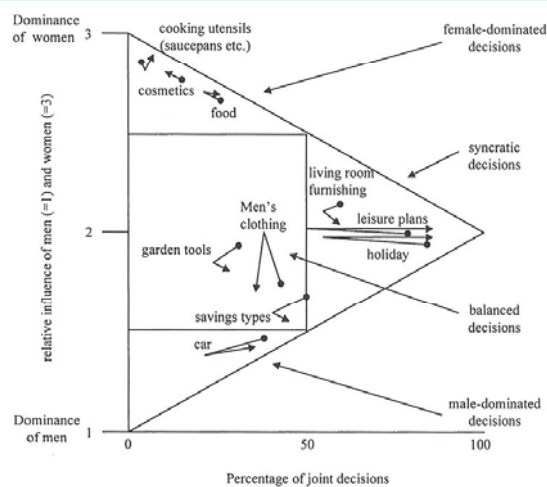 Dominance
of women
3
cooking utensils
(saucepans etc.)
female-dominated
decisions
cosmetics
food
syncratic
decisions
living room
furnishing
Men's
clothing
leisure plans
relative influence of men (=1) and women (=3)
2
garden tools
holiday
savings types
balanced
decisions
car
Dominance
of men
1
male-dominated
decisions
0
50
100
Percentage of joint decisions